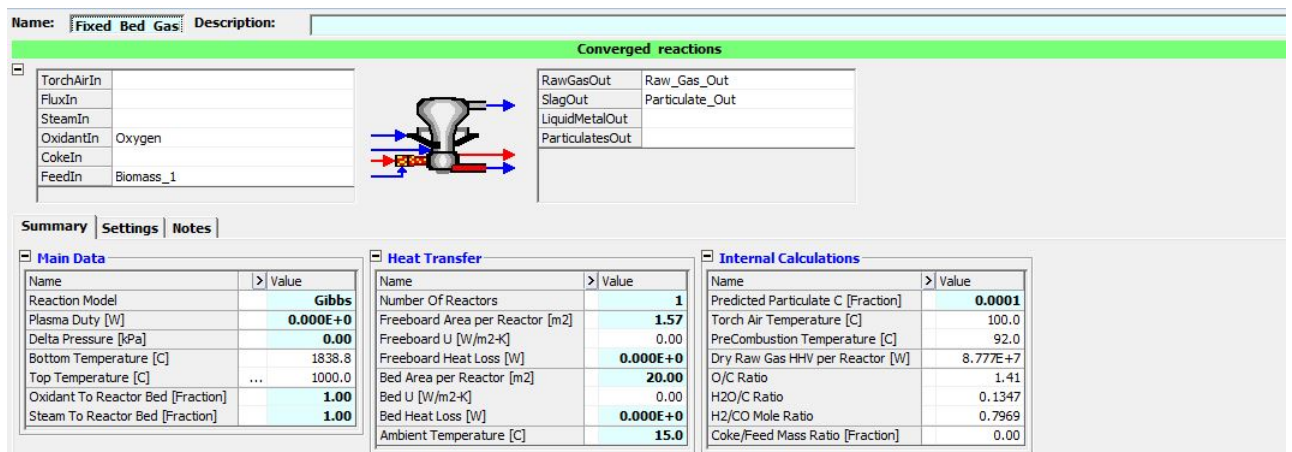 Name: Fixed Bed Gas Description:
Converged reactions
TorchAirIn
FluxIn
SteamIn
OxidantIn Oxygen
CokeIn
FeedIn Biomass_1
RawGasOut Raw_Gas_Out
SlagOut Particulate_Out
LiquidMetalOut
ParticulatesOut
Summary Settings Notes
Main Data
Name > Value
Reaction Model Gibbs
Plasma Duty [W] 0.000E+0
Delta Pressure [kPa] 0.00
Bottom Temperature [C] 1838.8
Top Temperature [C] ... 1000.0
Oxidant To Reactor Bed [Fraction] 1.00
Steam To Reactor Bed [Fraction] 1.00
Heat Transfer
Name > Value
Number Of Reactors 1
Freeboard Area per Reactor [m2] 1.57
Freeboard U [W/m2-K] 0.00
Freeboard Heat Loss [W] 0.000E+0
Bed Area per Reactor [m2] 20.00
Bed U [W/m2-K] 0.00
Bed Heat Loss [W] 0.000E+0
Ambient Temperature [C] 15.0
Internal Calculations
Name > Value
Predicted Particulate C [Fraction] 0.0001
Torch Air Temperature [C] 100.0
PreCombustion Temperature [C] 92.0
Dry Raw Gas HHV per Reactor [W] 8.777E+7
O/C Ratio 1.41
H2O/C Ratio 0.1347
H2/CO Mole Ratio 0.7969
Coke/Feed Mass Ratio [Fraction] 0.00